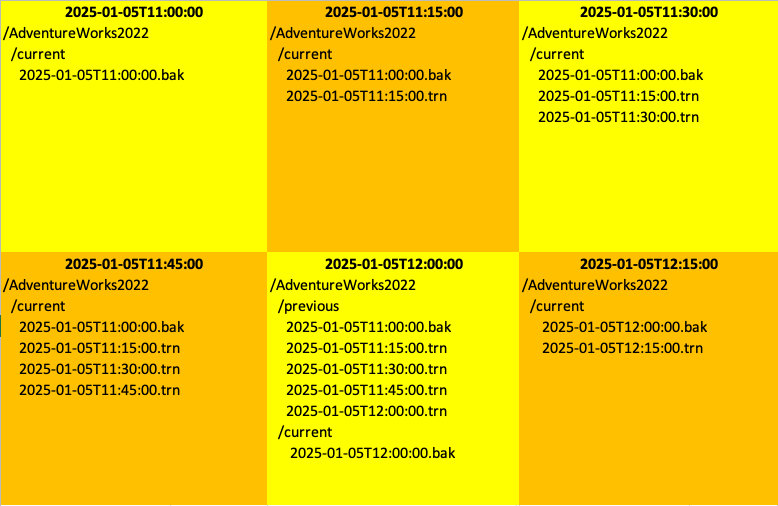 2025-01-05T11:00:00
/AdventureWorks2022
/current
2025-01-05T11:00:00.bak
2025-01-05T11:15:00
/AdventureWorks2022
/current
2025-01-05T11:00:00.bak
2025-01-05T11:15:00.trn
2025-01-05T11:30:00
/AdventureWorks2022
/current
2025-01-05T11:00:00.bak
2025-01-05T11:15:00.trn
2025-01-05T11:30:00.trn
2025-01-05T11:45:00
/AdventureWorks2022
/current
2025-01-05T11:00:00.bak
2025-01-05T11:15:00.trn
2025-01-05T11:30:00.trn
2025-01-05T11:45:00.trn
2025-01-05T12:00:00
/AdventureWorks2022
/previous
2025-01-05T11:00:00.bak
2025-01-05T11:15:00.trn
2025-01-05T11:30:00.trn
2025-01-05T11:45:00.trn
2025-01-05T12:00:00.trn
/current
2025-01-05T12:00:00.bak
2025-01-05T12:15:00
/AdventureWorks2022
/current
2025-01-05T12:00:00.bak
2025-01-05T12:15:00.trn